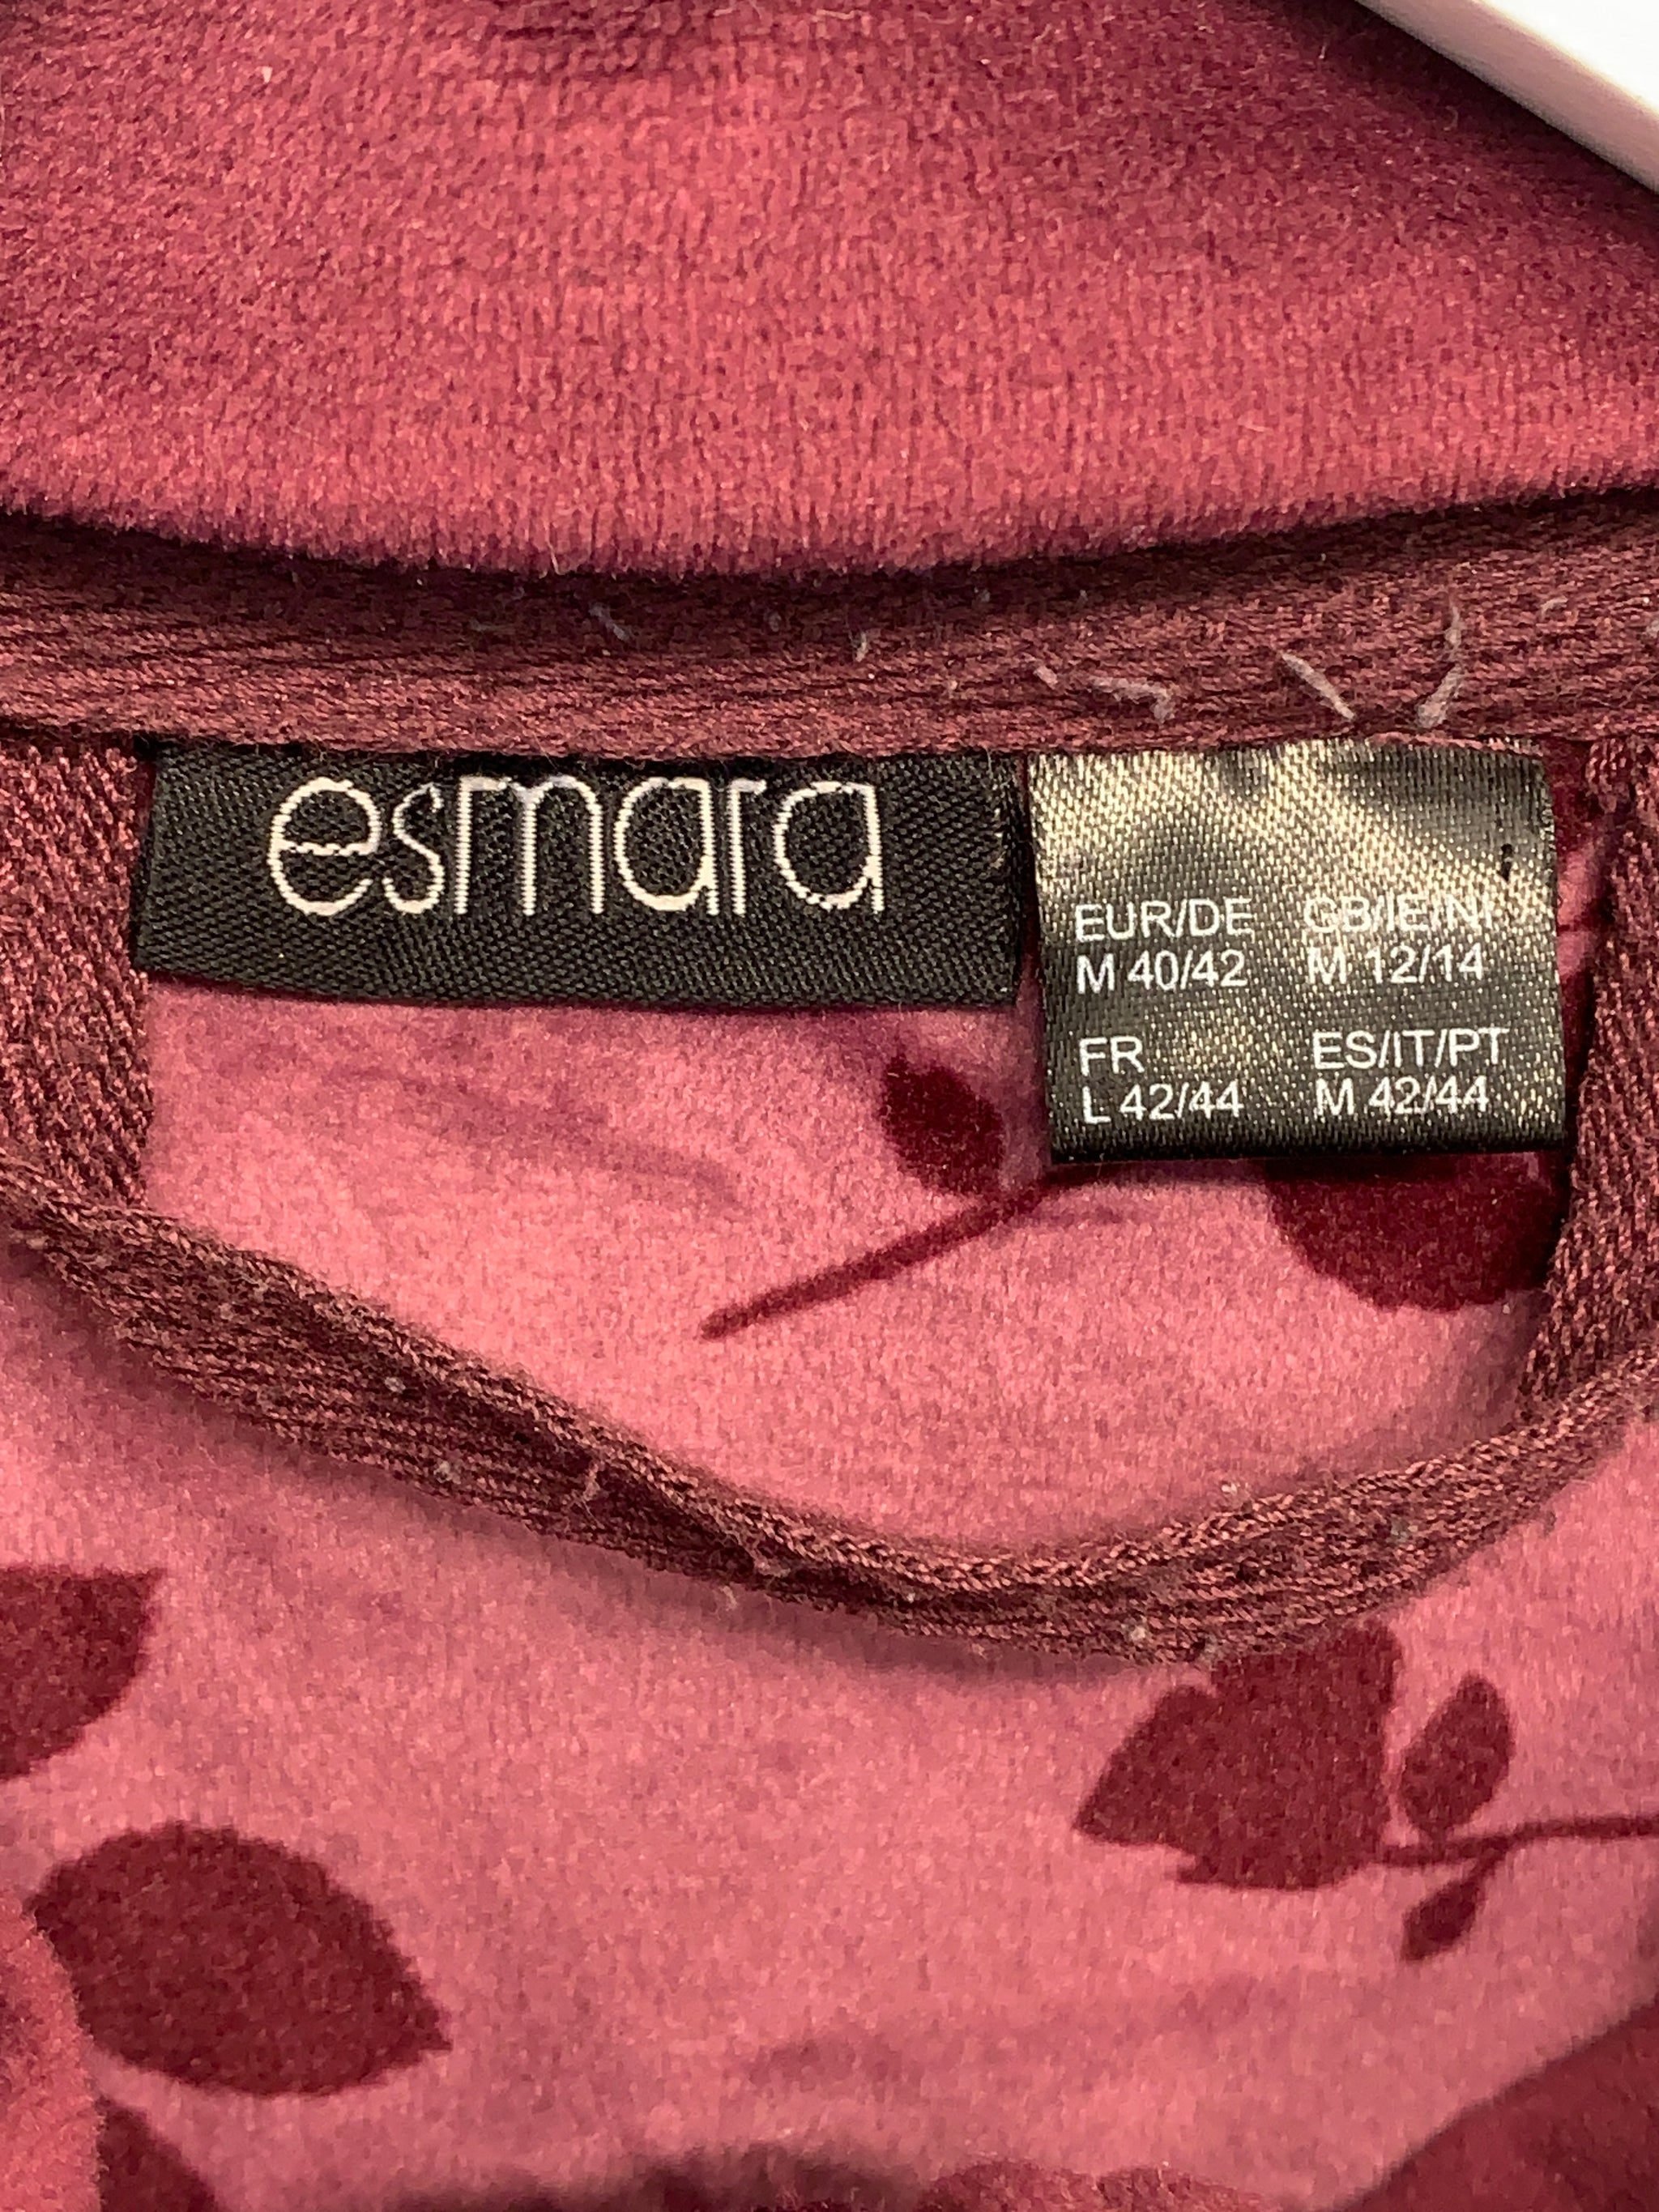 esmara
EUR/DE GB/IE/NI
M 40/42 M 12/14
FR ES/IT/PT
L 42/44 M 42/44